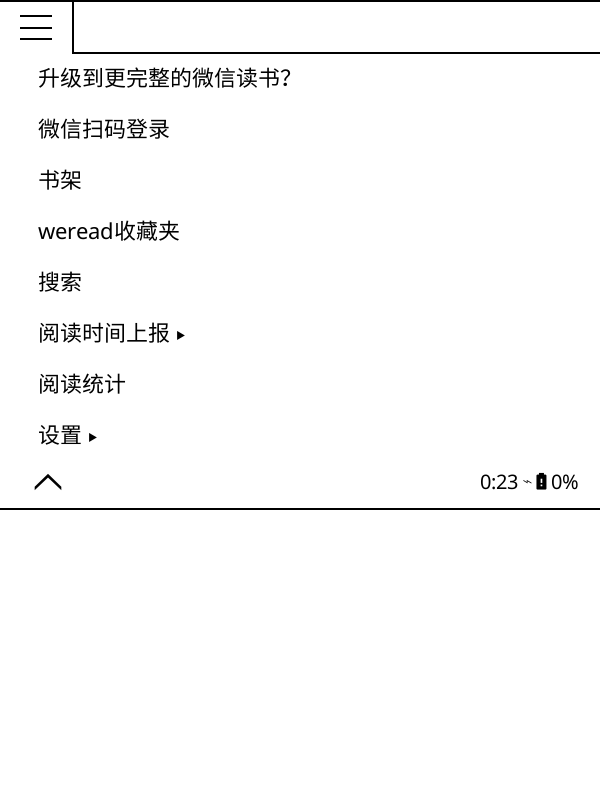 升级到更完整的微信读书?
微信扫码登录
书架
weread收藏夹
搜索
阅读时间上报 ▸
阅读统计
设置 ▸
0:23 0%